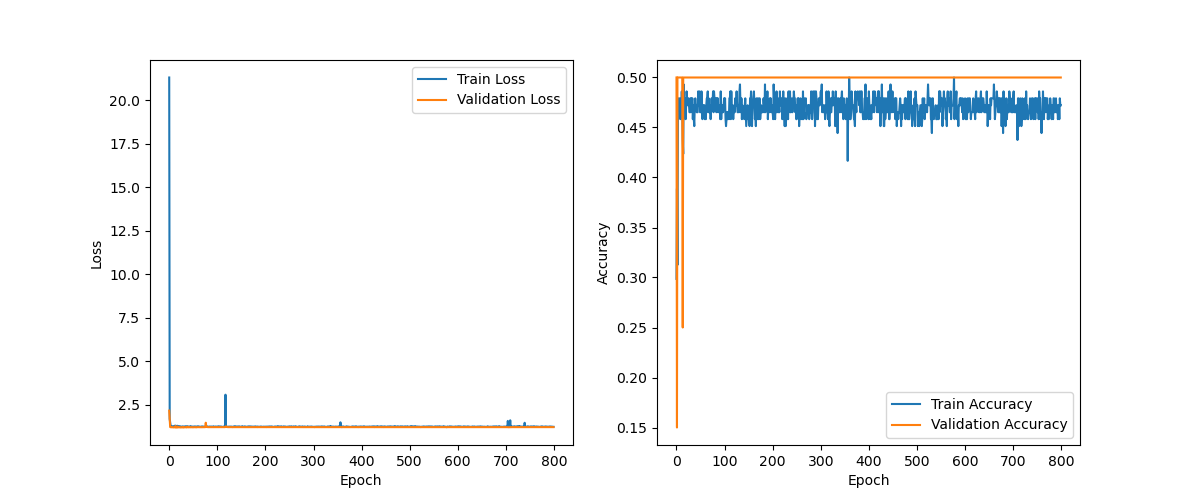 20.0
17.5
15.0
12.5
10.0
7.5
5.0
2.5
Loss
0 100 200 300 400 500 600 700 800
Epoch
Train Loss
Validation Loss
0.50
0.45
0.40
0.35
0.30
0.25
0.20
0.15
Accuracy
0 100 200 300 400 500 600 700 800
Epoch
Train Accuracy
Validation Accuracy